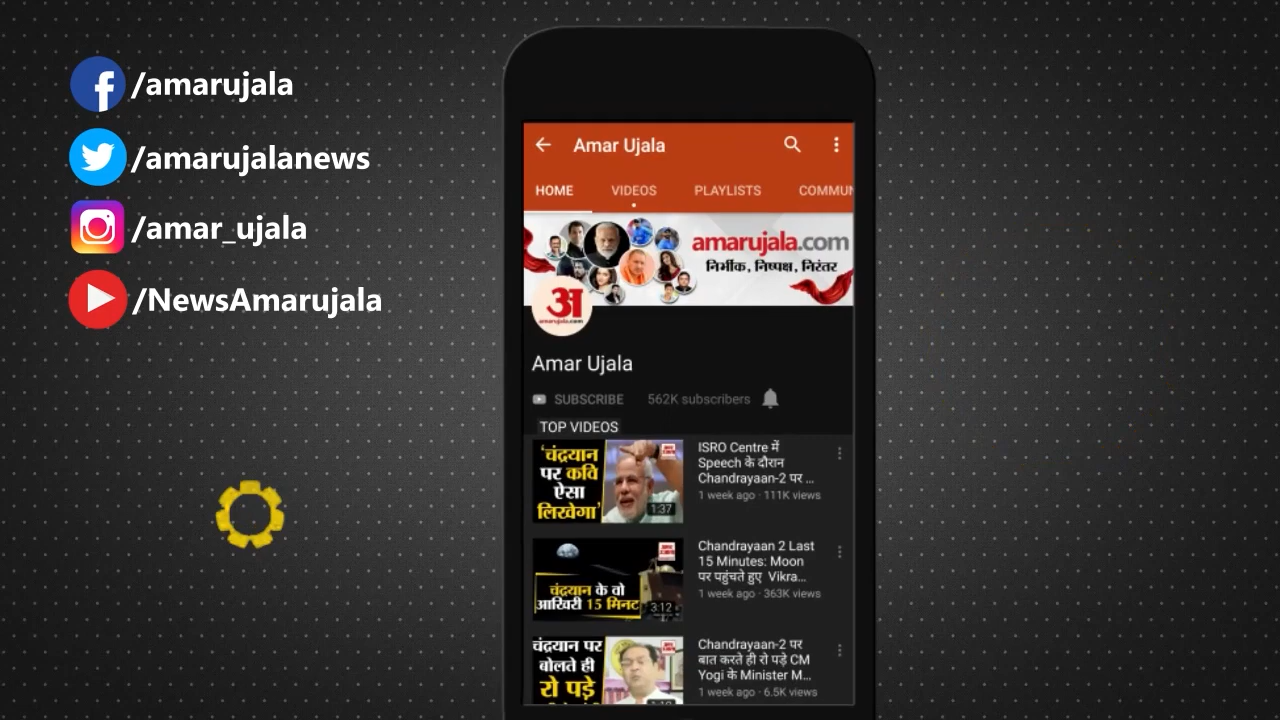 /amarujala
/amarujalanews
/amar_ujala
/NewsAmarujala
Amar Ujala
HOME VIDEOS PLAYLISTS COMMUN
amarujala.com
निर्भीक, निष्पक्ष, निरंतर
अ
amarujala.com
Amar Ujala
SUBSCRIBE 562K subscribers
TOP VIDEOS
'चंद्रयान
पर कवि
ऐसा
लिखेगा'
1:37
ISRO Centre में
Speech के दौरान
Chandrayaan-2 पर ...
1 week ago · 111K views
चंद्रयान के वो
आखिरी 15 मिनट
3:12
Chandrayaan 2 Last
15 Minutes: Moon
पर पहुंचते हुए Vikra...
1 week ago · 363K views
चंद्रयान पर
बोलते ही
रो पड़े
Chandrayaan-2 पर
बात करते ही रो पड़े CM
Yogi के Minister M...
1 week ago · 6.5K views